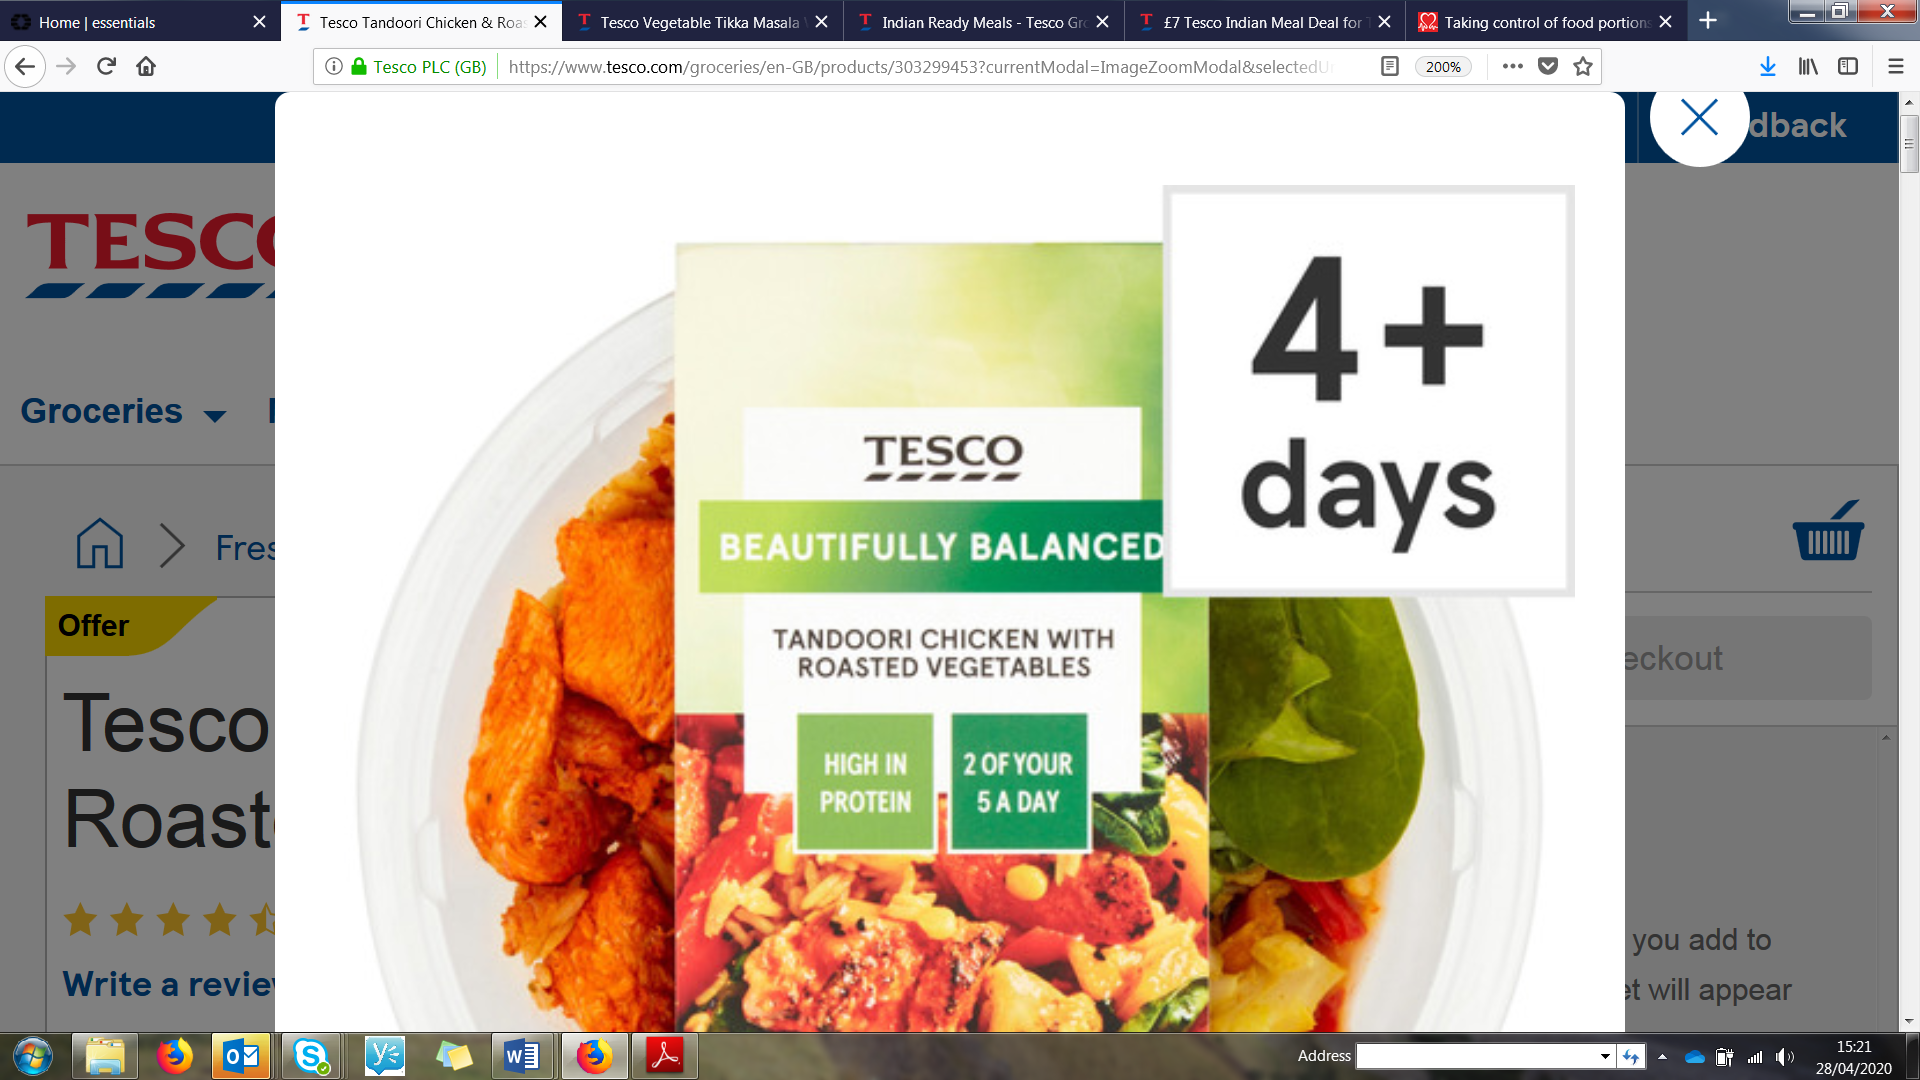 Home | essentials
Tesco Tandoori Chicken & Roas
Tesco Vegetable Tikka Masala
Indian Ready Meals - Tesco Gro
£7 Tesco Indian Meal Deal for
Taking control of food portions
Tesco PLC (GB)
https://www.tesco.com/groceries/en-GB/products/303299453?currentModal=ImageZoomModal&selectedU
200%
dback
TESCO
4+
days
Groceries
TESCO
BEAUTIFULLY BALANCED
Fres
TANDOORI CHICKEN WITH
ROASTED VEGETABLES
Offer
eckout
Tesco
Roast
HIGH IN
PROTEIN
2 OF YOUR
5 A DAY
you add to
Write a revie
et will appear
Address
15:21
28/04/2020